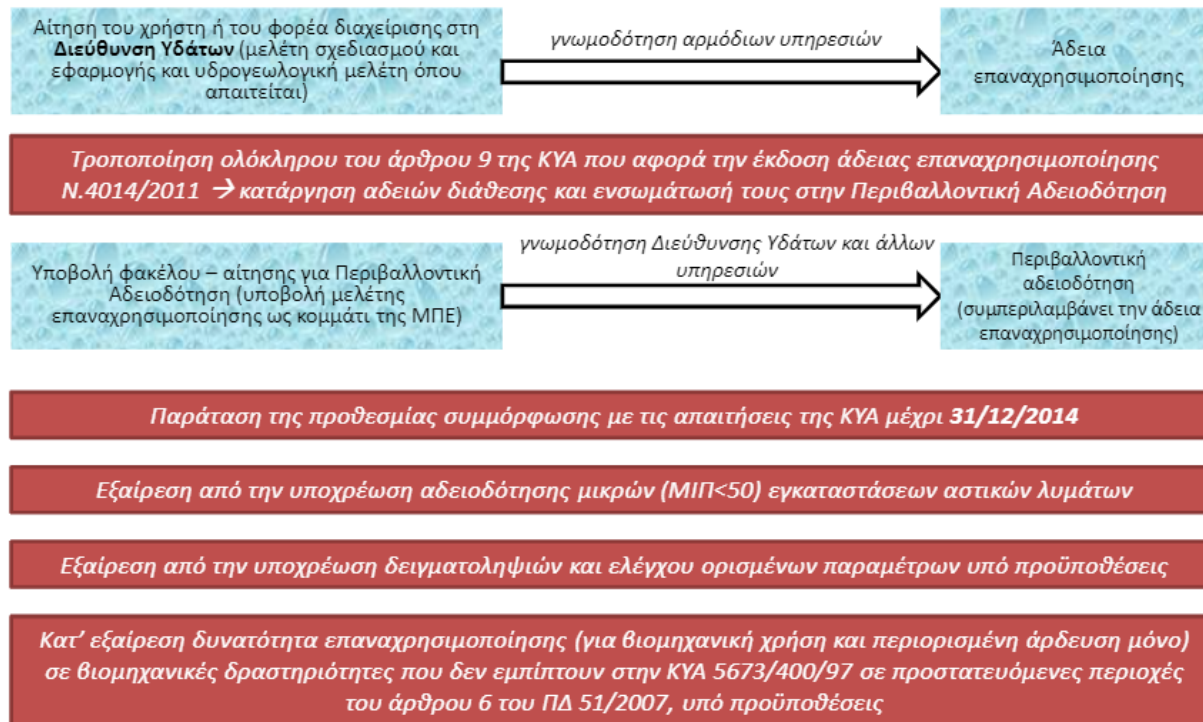 Αίτηση του χρήστη ή του φορέα διαχείρισης στη
Διεύθυνση Υδάτων (μελέτη σχεδιασμού και
εφαρμογής και υδρογεωλογική μελέτη όπου
απαιτείται)
γνωμοδότηση αρμόδιων υπηρεσιών
Άδεια
επαναχρησιμοποίησης
Τροποποίηση ολόκληρου του άρθρου 9 της ΚΥΑ που αφορά την έκδοση άδειας επαναχρησιμοποίησης
Ν.4014/2011 → κατάργηση αδειών διάθεσης και ενσωμάτωσή τους στην Περιβαλλοντική Αδειοδότηση
Υποβολή φακέλου – αίτησης για Περιβαλλοντική
Αδειοδότηση (υποβολή μελέτης
επαναχρησιμοποίησης ως κομμάτι της ΜΠΕ)
γνωμοδότηση Διεύθυνσης Υδάτων και άλλων
υπηρεσιών
Περιβαλλοντική
αδειοδότηση
(συμπεριλαμβάνει την άδεια
επαναχρησιμοποίησης)
Παράταση της προθεσμίας συμμόρφωσης με τις απαιτήσεις της ΚΥΑ μέχρι 31/12/2014
Εξαίρεση από την υποχρέωση αδειοδότησης μικρών (ΜΙΠ<50) εγκαταστάσεων αστικών λυμάτων
Εξαίρεση από την υποχρέωση δειγματοληψιών και ελέγχου ορισμένων παραμέτρων υπό προϋποθέσεις
Κατ’ εξαίρεση δυνατότητα επαναχρησιμοποίησης (για βιομηχανική χρήση και περιορισμένη άρδευση μόνο)
σε βιομηχανικές δραστηριότητες που δεν εμπίπτουν στην ΚΥΑ 5673/400/97 σε προστατευόμενες περιοχές
του άρθρου 6 του ΠΔ 51/2007, υπό προϋποθέσεις